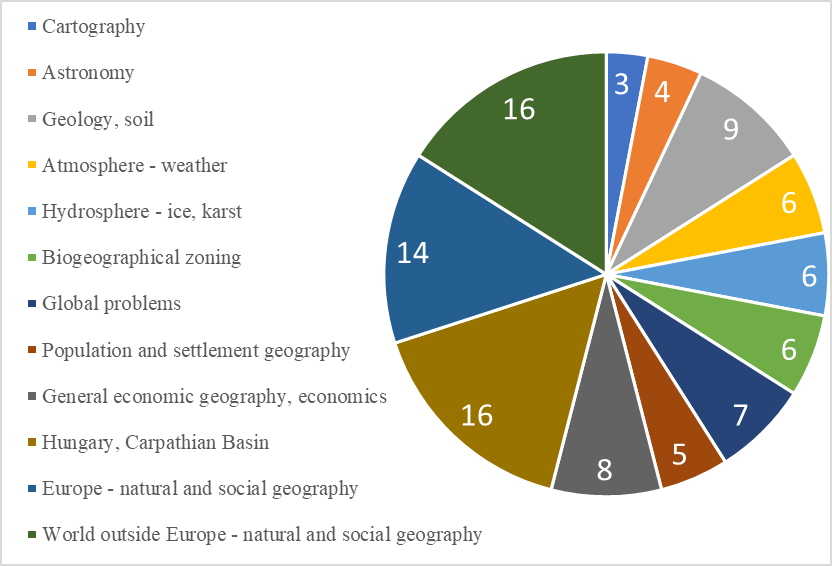 Cartography
Astronomy
Geology, soil
Atmosphere - weather
Hydrosphere - ice, karst
Biogeographical zoning
Global problems
Population and settlement geography
General economic geography, economics
Hungary, Carpathian Basin
Europe - natural and social geography
World outside Europe - natural and social geography
3
4
9
6
6
6
7
5
8
16
14
16